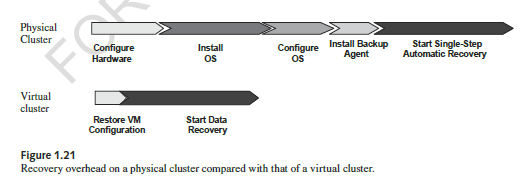 FOR
Physical
Cluster
Configure
Hardware
Install
OS
Configure
OS
Install Backup
Agent
Start Single-Step
Automatic Recovery
Virtual
cluster
Restore VM
Configuration
Start Data
Recovery
Figure 1.21
Recovery overhead on a physical cluster compared with that of a virtual cluster.